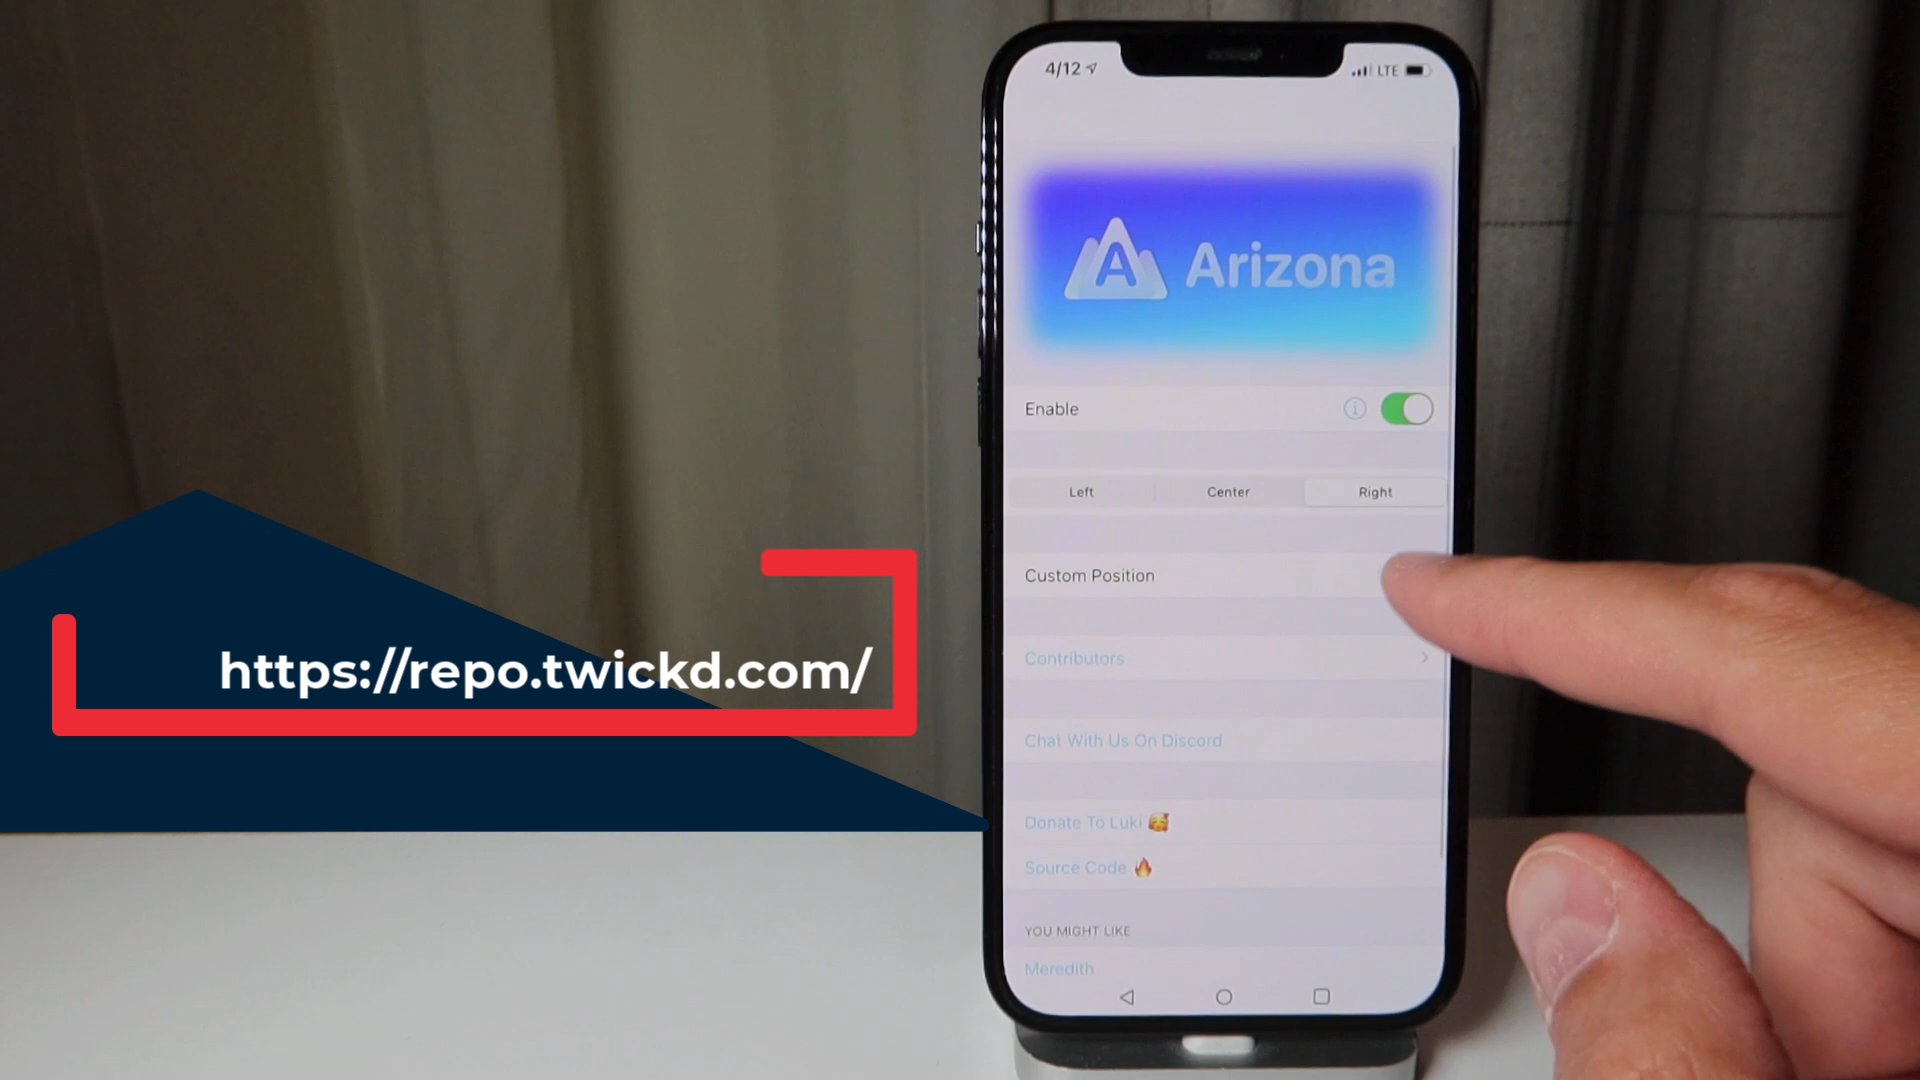 4/12
LTE
A Arizona
Enable
Left
Center
Right
Custom Position
Contributors
Chat With Us On Discord
Donate To Luki 🥰
Source Code 🔥
YOU MIGHT LIKE
Meredith
https://repo.twickd.com/